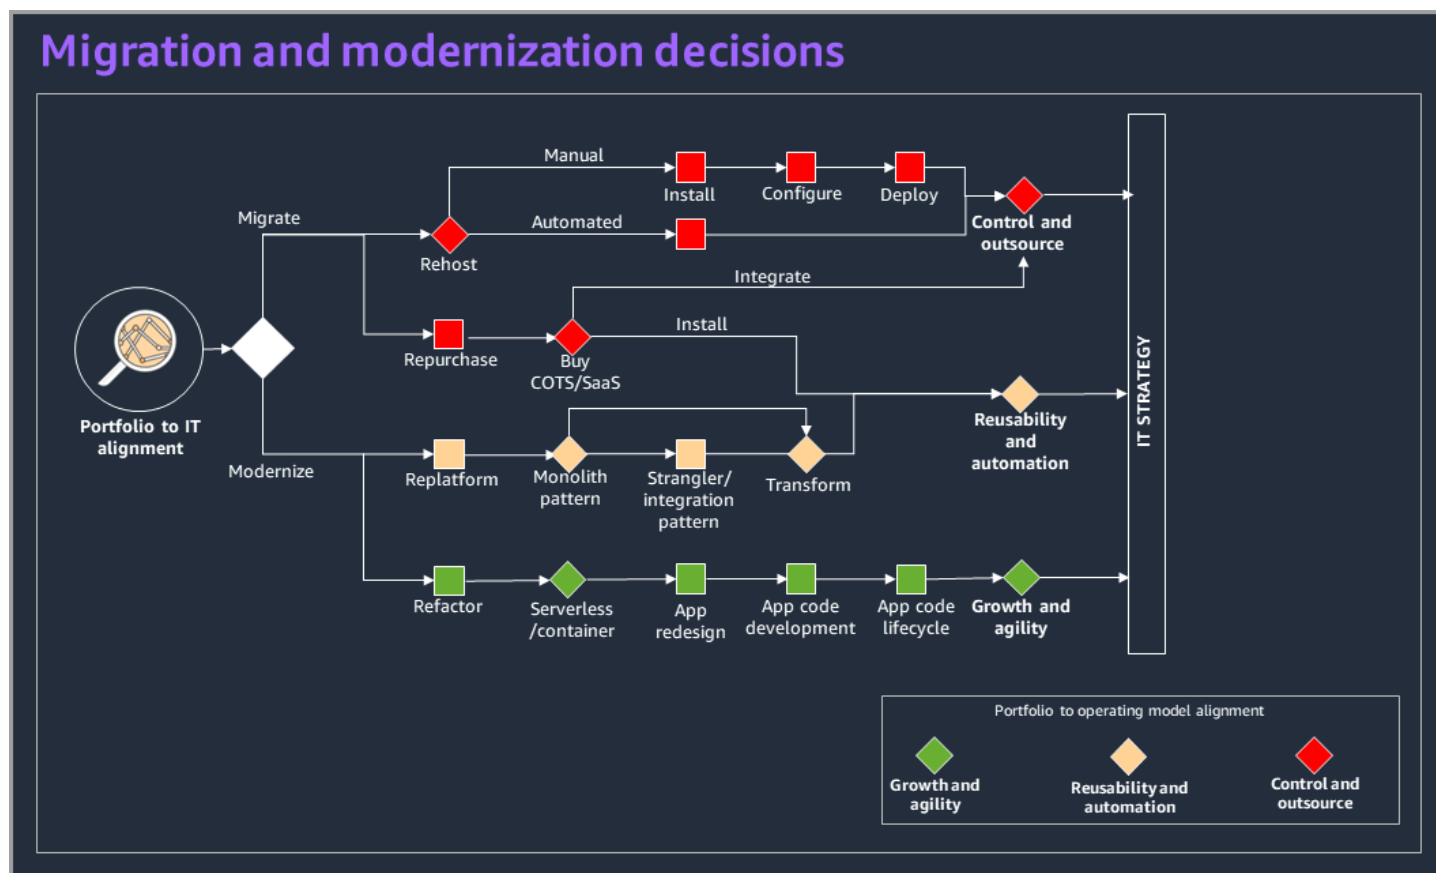 Migration and modernization decisions
Manual
Install
Configure
Deploy
Migrate
Automated
Control and
outsource
Rehost
Integrate
Install
Repurchase
Buy
COTS/SaaS
IT STRATEGY
Portfolio to IT
alignment
Reusability
and
automation
Modernize
Replatform
Monolith
pattern
Strangler/
integration
pattern
Transform
Refactor
Serverless
/container
App
redesign
App code
development
App code
lifecycle
Growth and
agility
Portfolio to operating model alignment
Growth and
agility
Reusability and
automation
Control and
outsource